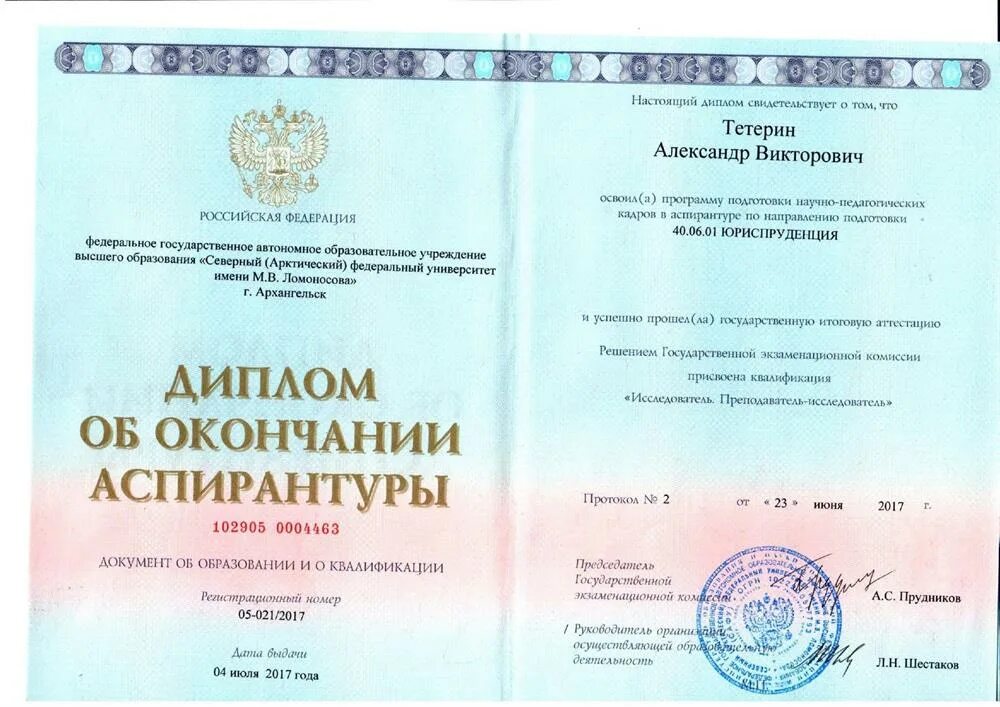 РОССИЙСКАЯ ФЕДЕРАЦИЯ
федеральное государственное автономное образовательное учреждение
высшего образования «Северный (Арктический) федеральный университет
имени М.В. Ломоносова»
г. Архангельск
ДИПЛОМ
ОБ ОКОНЧАНИИ
АСПИРАНТУРЫ
102905 0004463
ДОКУМЕНТ ОБ ОБРАЗОВАНИИ И О КВАЛИФИКАЦИИ
Регистрационный номер
05-021/2017
Дата выдачи
04 июля 2017 года
Настоящий диплом свидетельствует о том, что
Тетерин
Александр Викторович
освоил(а) программу подготовки научно-педагогических
кадров в аспирантуре по направлению подготовки
40.06.01 ЮРИСПРУДЕНЦИЯ
и успешно прошел(ла) государственную итоговую аттестацию
Решением Государственной экзаменационной комиссии
присвоена квалификация
«Исследователь. Преподаватель-исследователь»
Протокол № 2 от « 23 » июня 2017 г.
Председатель
Государственной
экзаменационной комиссии А.С. Прудников
/ Руководитель организации,
осуществляющей образовательную
деятельность Л.Н. Шестаков
М.П.